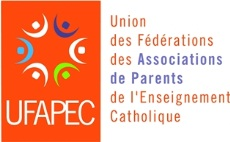 Union
des Fédérations
des Associations
de Parents
de l'Enseignement
Catholique
UFAPEC